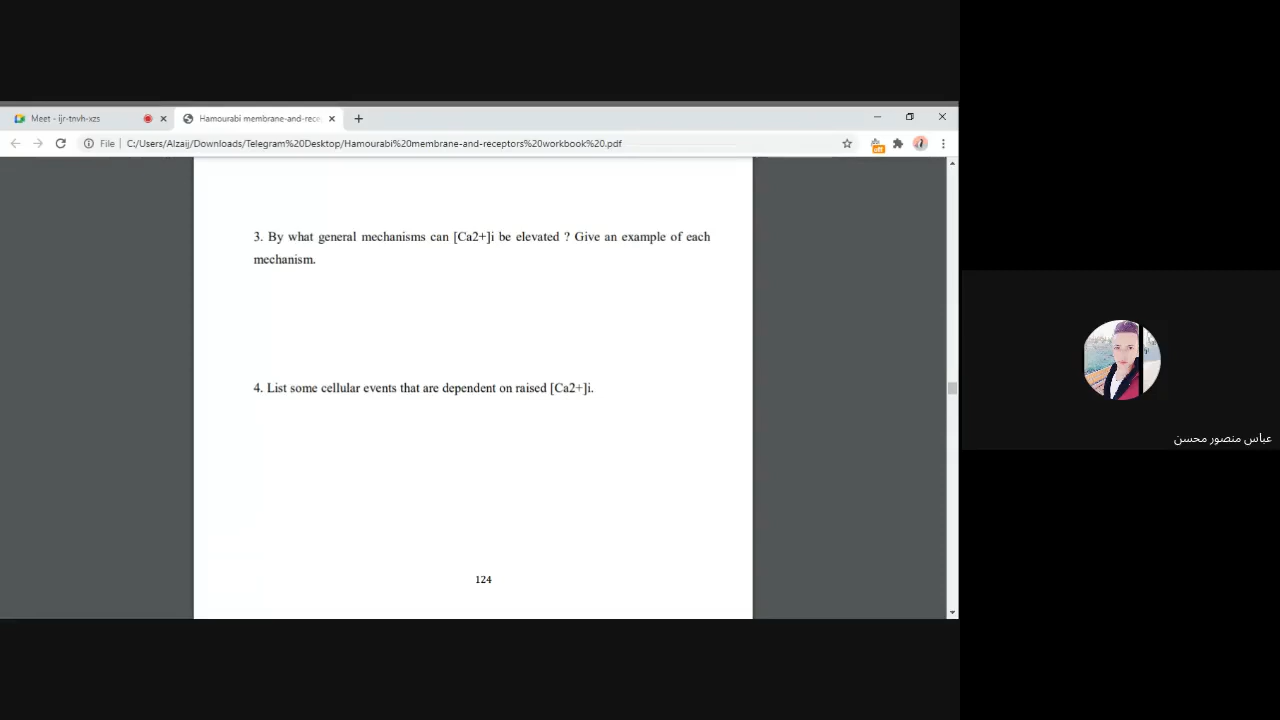 Meet - ijr-tnvh-xzs
Hamourabi membrane-and-rece
File
C:/Users/Alzaij/Downloads/Telegram%20Desktop/Hamourabi%20membrane-and-receptors%20workbook%20.pdf
off
3. By what general mechanisms can [Ca2+]i be elevated ? Give an example of each
mechanism.
4. List some cellular events that are dependent on raised [Ca2+]i.
124
عباس منصور محسن